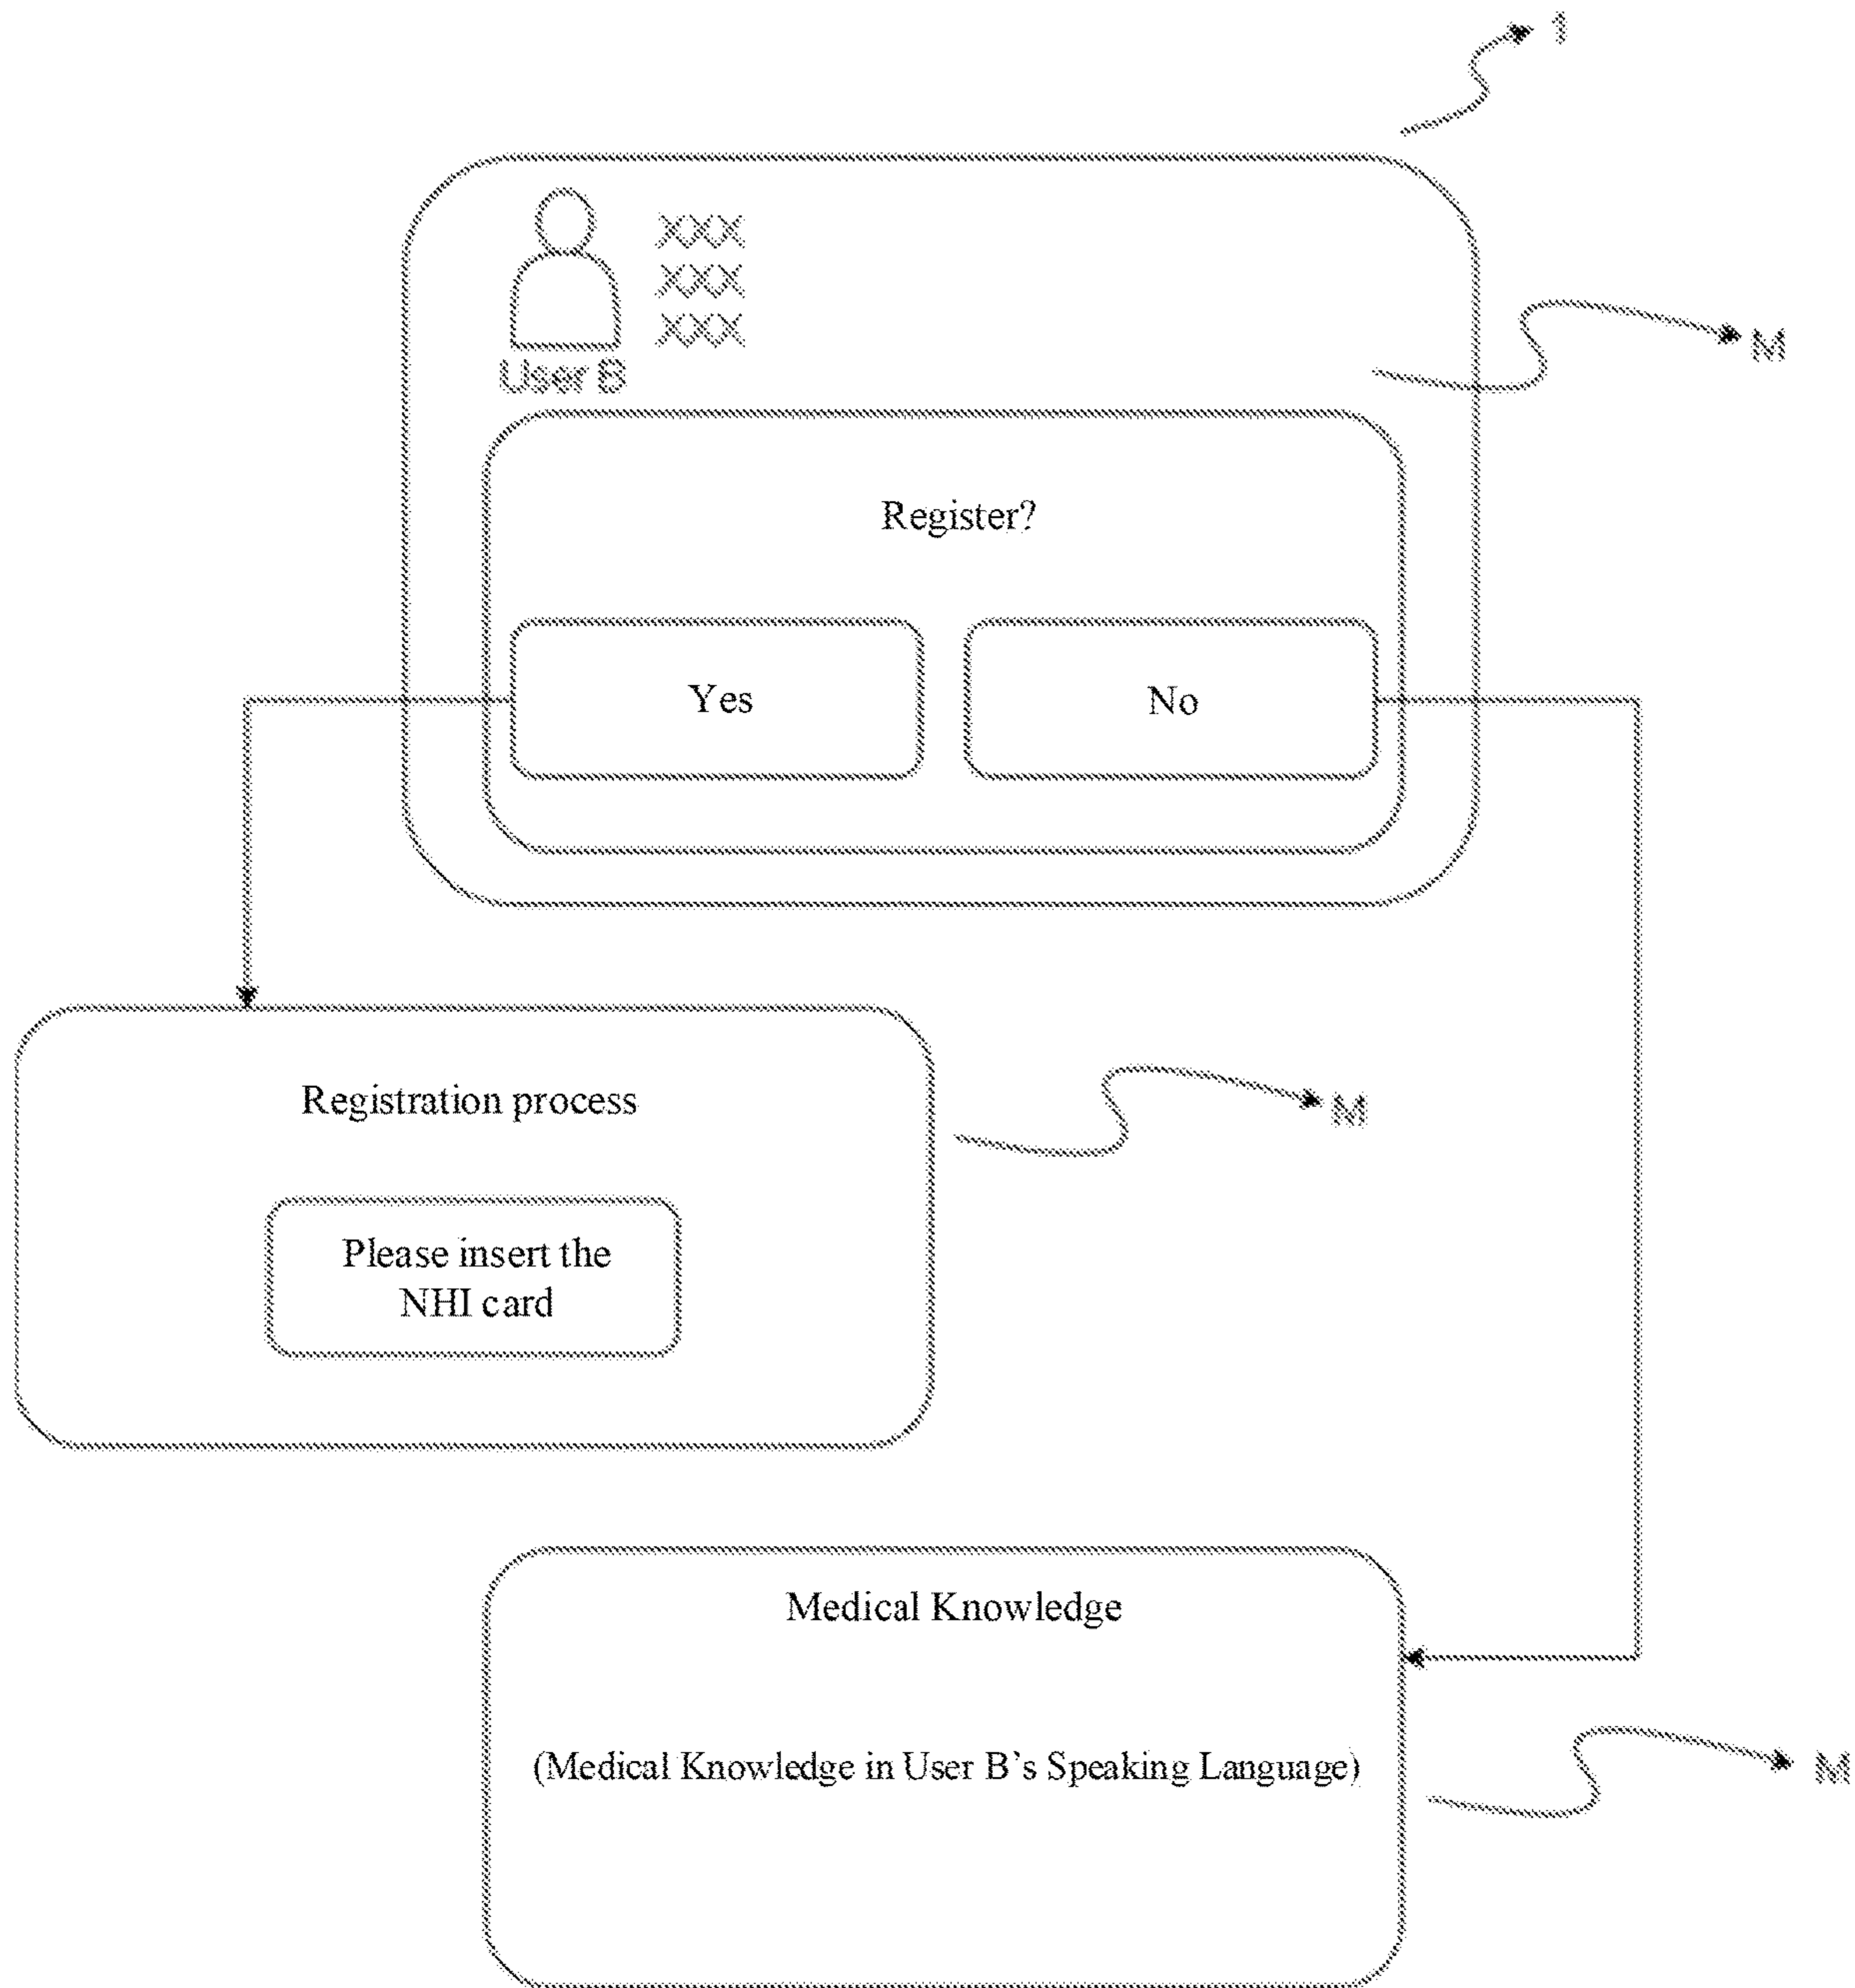 1
XXX
XXX
XXX
User B
M
Register?
Yes
No
Registration process
M
Please insert the
NHI card
Medical Knowledge
(Medical Knowledge in User B’s Speaking Language)
M